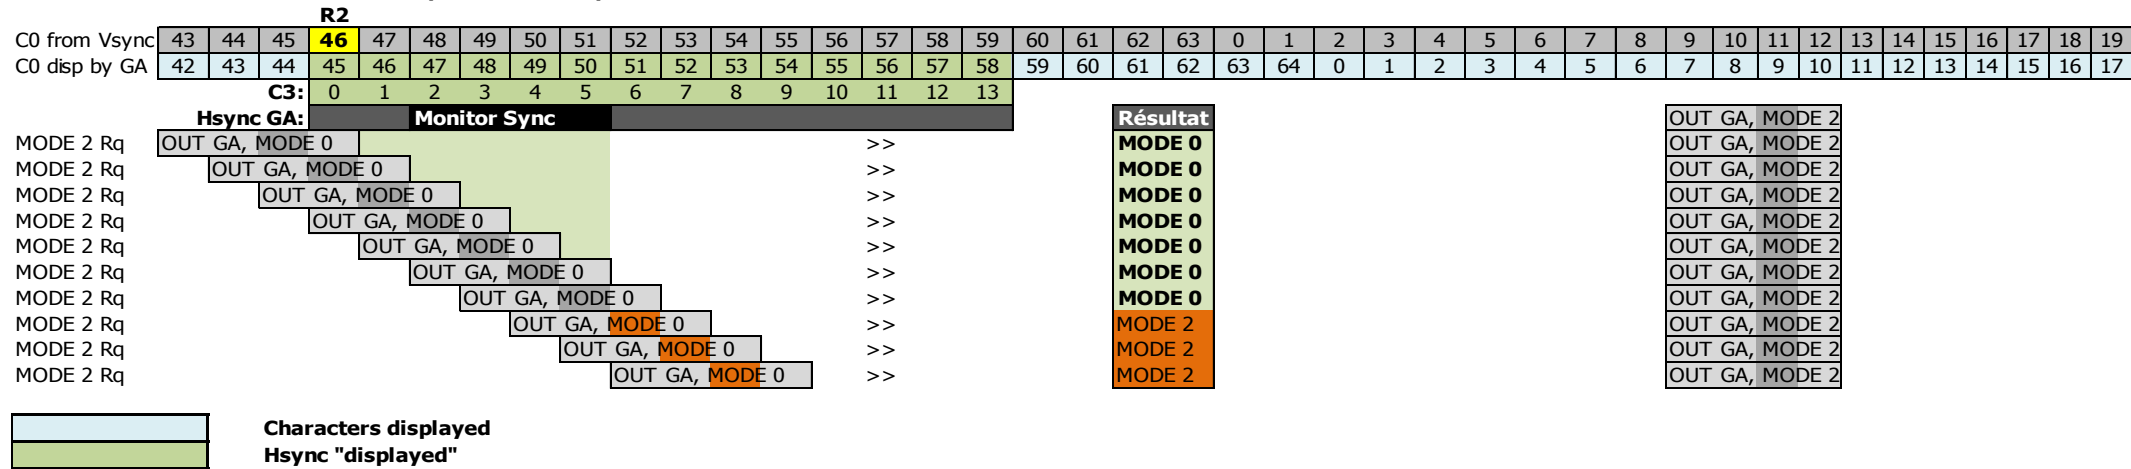 R2
C0 from Vsync 43 44 45 46 47 48 49 50 51 52 53 54 55 56 57 58 59 60 61 62 63 0 1 2 3 4 5 6 7 8 9 10 11 12 13 14 15 16 17 18 19
C0 disp by GA 42 43 44 45 46 47 48 49 50 51 52 53 54 55 56 57 58 59 60 61 62 63 64 0 1 2 3 4 5 6 7 8 9 10 11 12 13 14 15 16 17
C3: 0 1 2 3 4 5 6 7 8 9 10 11 12 13
Hsync GA: Monitor Sync Résultat OUT GA, MODE 2
MODE 2 Rq OUT GA, MODE 0 >> MODE 0 OUT GA, MODE 2
MODE 2 Rq OUT GA, MODE 0 >> MODE 0 OUT GA, MODE 2
MODE 2 Rq OUT GA, MODE 0 >> MODE 0 OUT GA, MODE 2
MODE 2 Rq OUT GA, MODE 0 >> MODE 0 OUT GA, MODE 2
MODE 2 Rq OUT GA, MODE 0 >> MODE 0 OUT GA, MODE 2
MODE 2 Rq OUT GA, MODE 0 >> MODE 0 OUT GA, MODE 2
MODE 2 Rq OUT GA, MODE 0 >> MODE 0 OUT GA, MODE 2
MODE 2 Rq OUT GA, MODE 0 >> MODE 2 OUT GA, MODE 2
MODE 2 Rq OUT GA, MODE 0 >> MODE 2 OUT GA, MODE 2
MODE 2 Rq OUT GA, MODE 0 >> MODE 2 OUT GA, MODE 2
Characters displayed
Hsync "displayed"